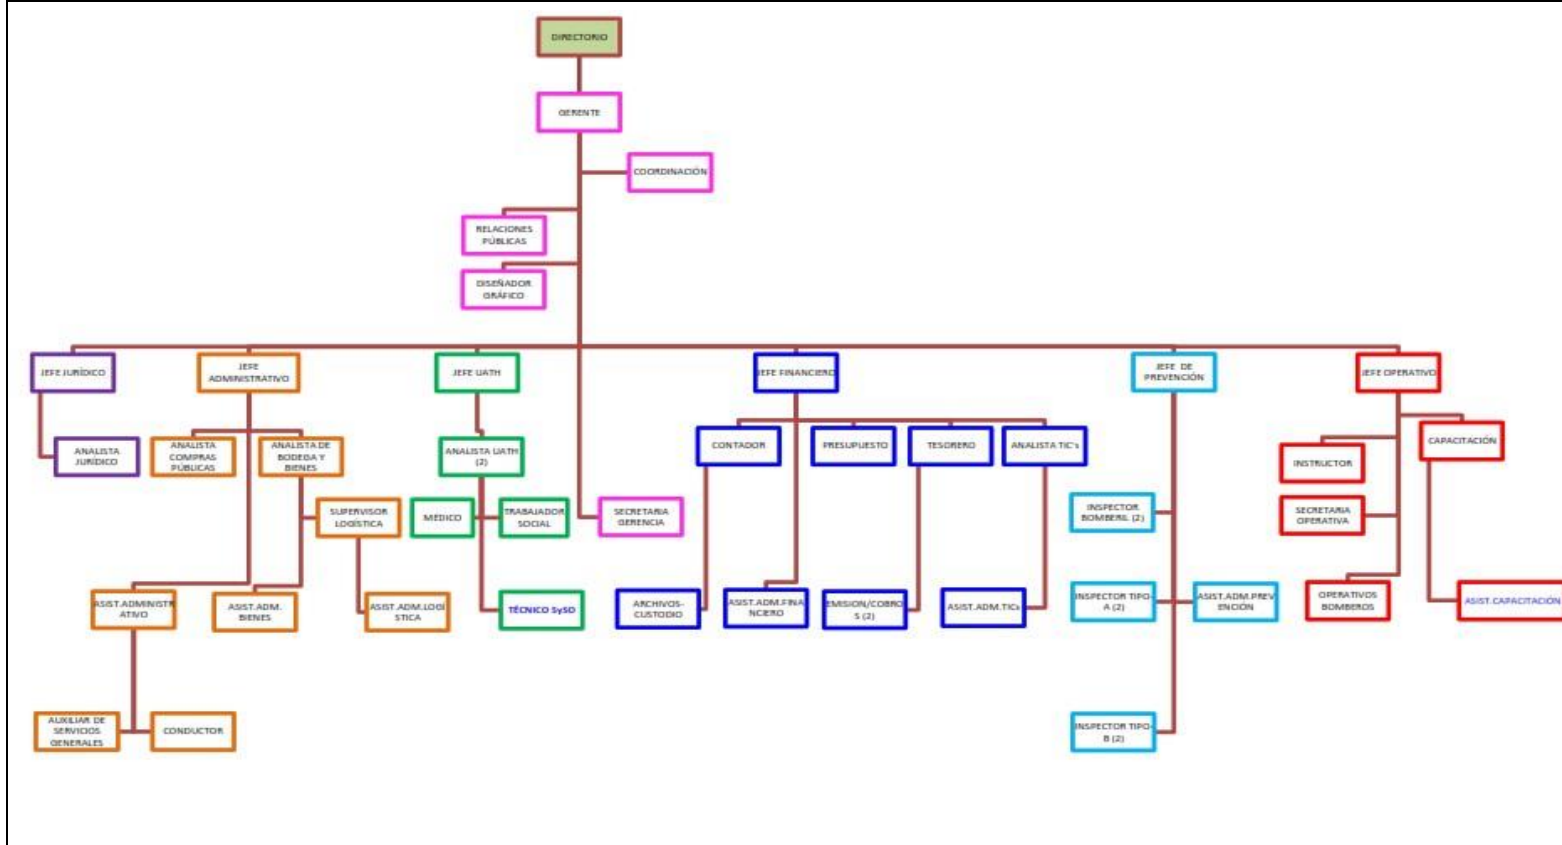 DIRECTORIO
GERENTE
COORDINACIÓN
RELACIONES
PÚBLICAS
DISEÑADOR
GRÁFICO
JEFE JURÍDICO
JEFE
ADMINISTRATIVO
JEFE UATH
JEFE FINANCIERO
JEFE DE
PREVENCIÓN
JEFE OPERATIVO
ANALISTA
JURÍDICO
ANALISTA
COMPRAS
PÚBLICAS
ANALISTA DE
BODEGA Y
BIENES
ANALISTA UATH
(2)
CONTADOR
PRESUPUESTO
TESORERO
ANALISTA TIC's
CAPACITACIÓN
INSTRUCTOR
SUPERVISOR
LOGÍSTICA
MÉDICO
TRABAJADOR
SOCIAL
SECRETARIA
GERENCIA
INSPECTOR
BOMBERIL (2)
SECRETARIA
OPERATIVA
ASIST.ADMINISTR
ATIVO
ASIST.ADM.
BIENES
ASIST.ADM.LOGI
STICA
TÉCNICO SySO
ARCHIVOS-
CUSTODIO
ASIST.ADM.FINA
NCIERO
EMISION/COBRO
S (2)
ASIST.ADM.TICs
INSPECTOR TIPO-
A (2)
ASIST.ADM.PREV
ENCIÓN
OPERATIVOS
BOMBEROS
ASIST.CAPACITACIÓN
AUXILIAR DE
SERVICIOS
GENERALES
CONDUCTOR
INSPECTOR TIPO-
B (2)